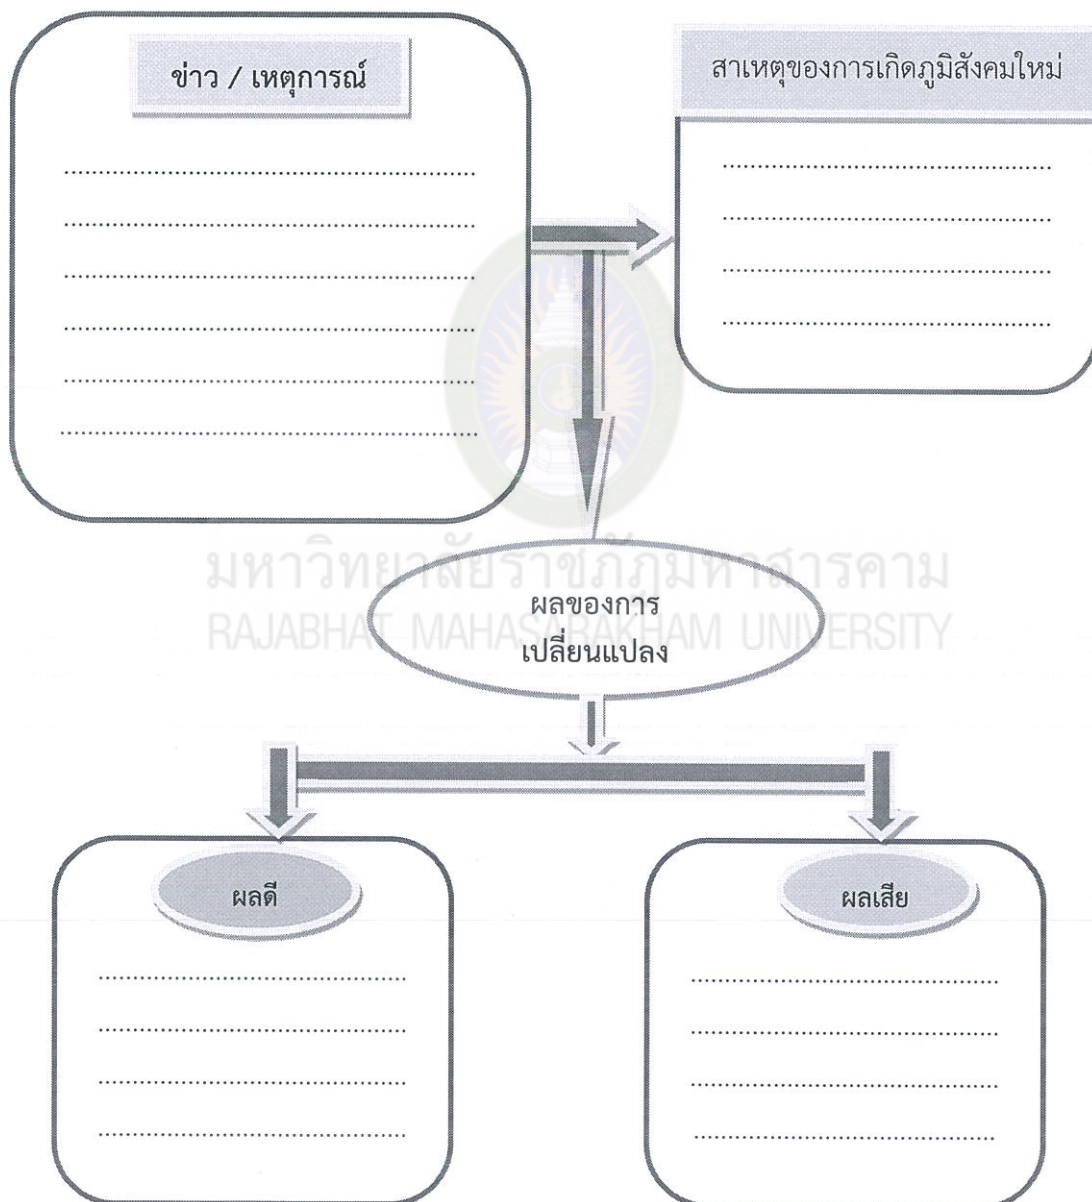 ข่าว / เหตุการณ์
สาเหตุของการเกิดภูมิสังคมใหม่
มหาวิทยาลัยราชภัฏมหาสารคาม
RAJABHAT MAHASARAKHAM UNIVERSITY
ผลของการ
เปลี่ยนแปลง
ผลดี
ผลเสีย